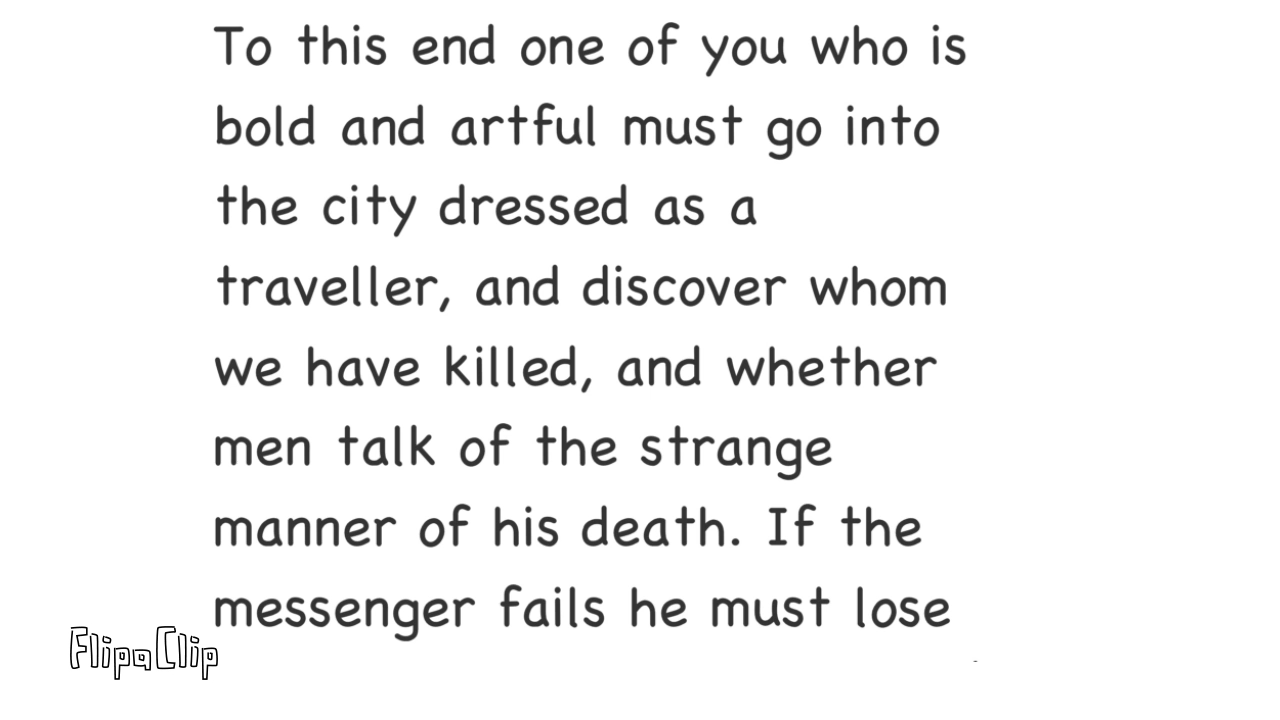 To this end one of you who is
bold and artful must go into
the city dressed as a
traveller, and discover whom
we have killed, and whether
men talk of the strange
manner of his death. If the
messenger fails he must lose
FlipaClip